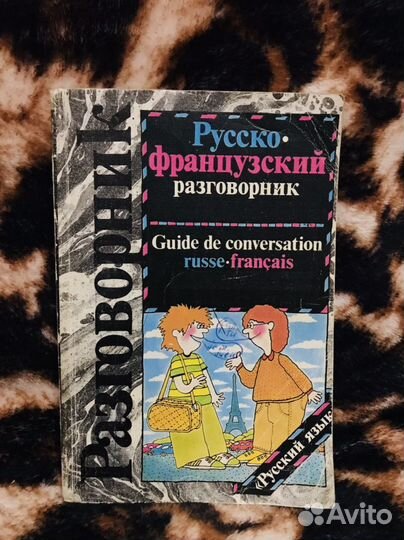 Разговорник
Русско-
французский
разговорник
Guide de conversation
russe-français
«Русский язык
Avito